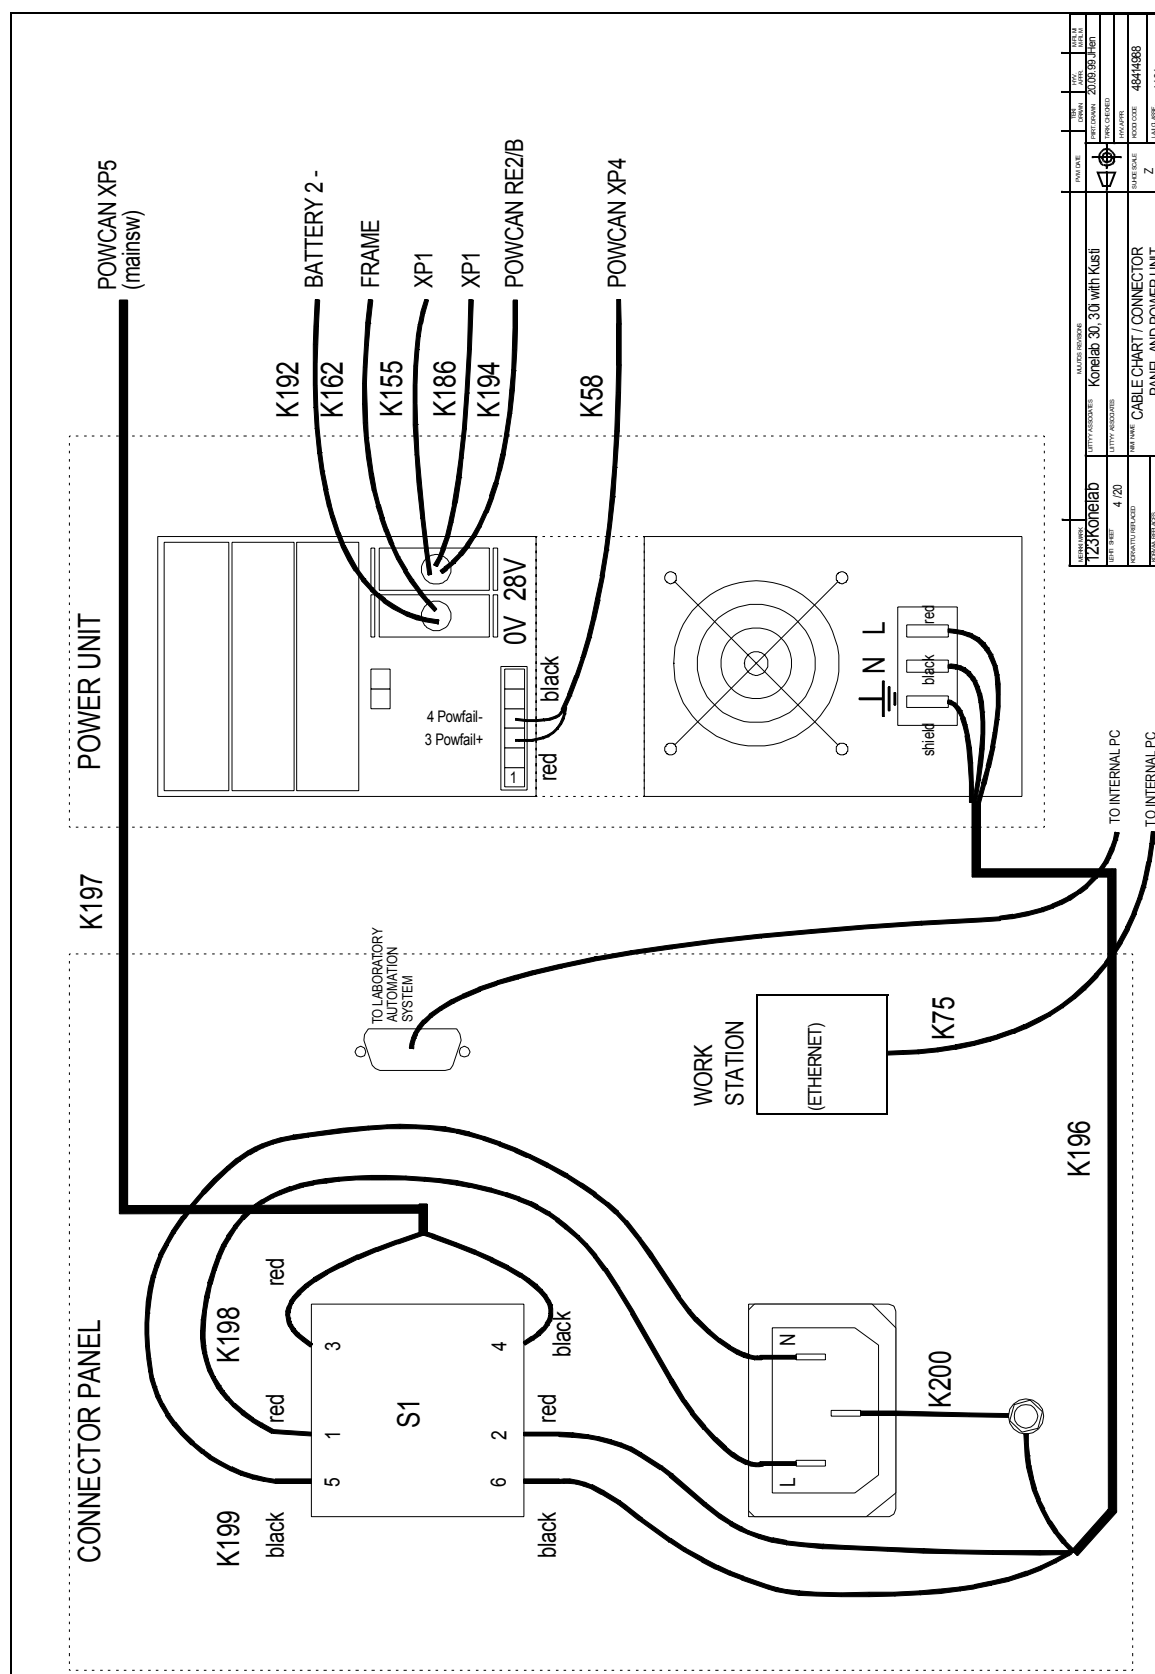 CONNECTOR PANEL
K197
POWER UNIT
POWCAN XP5
(mainsw)
K199
black
red
K198
red
5
1
3
S1
6
2
4
black
red
black
TO LABORATORY
AUTOMATION
SYSTEM
4 Powfail-
3 Powfail+
1
red
black
0V
28V
K192
BATTERY 2 -
K162
FRAME
K155
XP1
K186
XP1
K194
POWCAN RE2/B
K58
POWCAN XP4
L
N
K200
WORK
STATION
(ETHERNET)
K75
K196
N
L
shield
black
red
TO INTERNAL PC
TO INTERNAL PC
123Konelab
4 /20
Konelab 30, 30i with Kusti
CABLE CHART / CONNECTOR
PANEL AND POWER UNIT
PVM DATE
20.09.99 JHen
48414988
Z